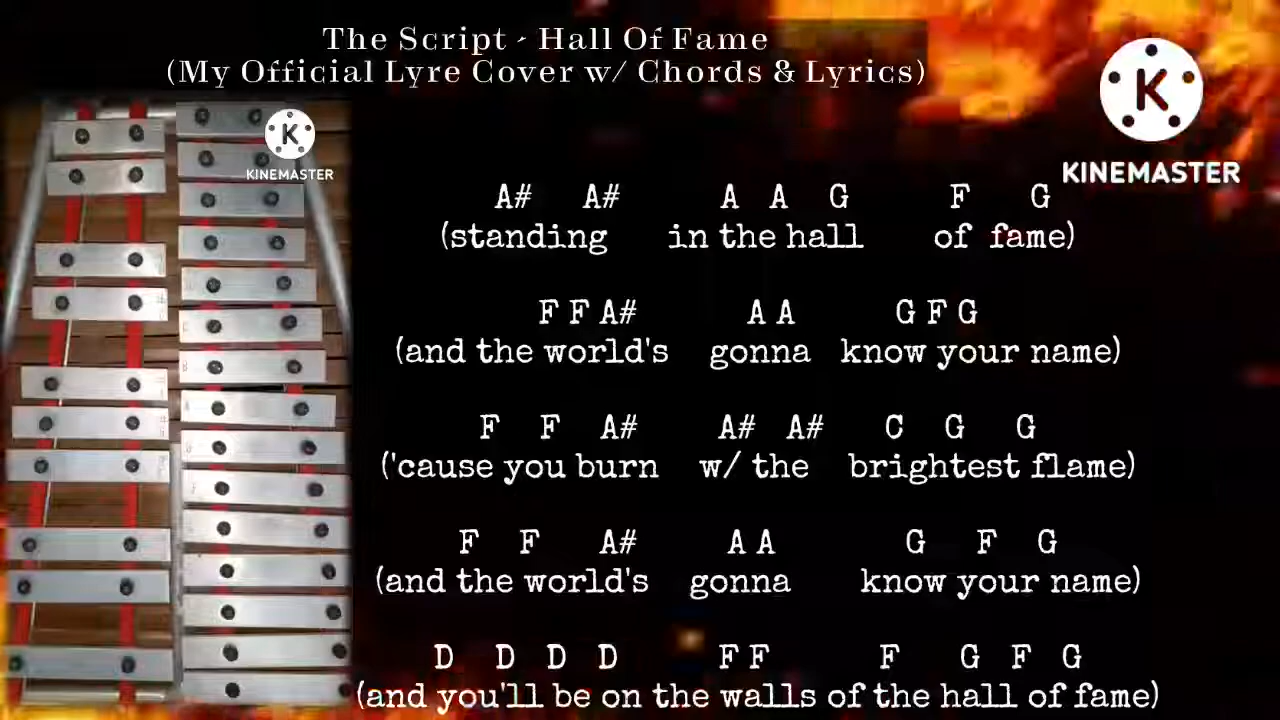 The Script - Hall Of Fame
(My Official Lyre Cover w/ Chords & Lyrics)
K
KINEMASTER
K
KINEMASTER
A# A# A A G F G
(standing in the hall of fame)
F F A# A A G F G
(and the world's gonna know your name)
F F A# A# A# C G G
('cause you burn w/ the brightest flame)
F F A# A A G F G
(and the world's gonna know your name)
D D D D F F F G F G
(and you'll be on the walls of the hall of fame)